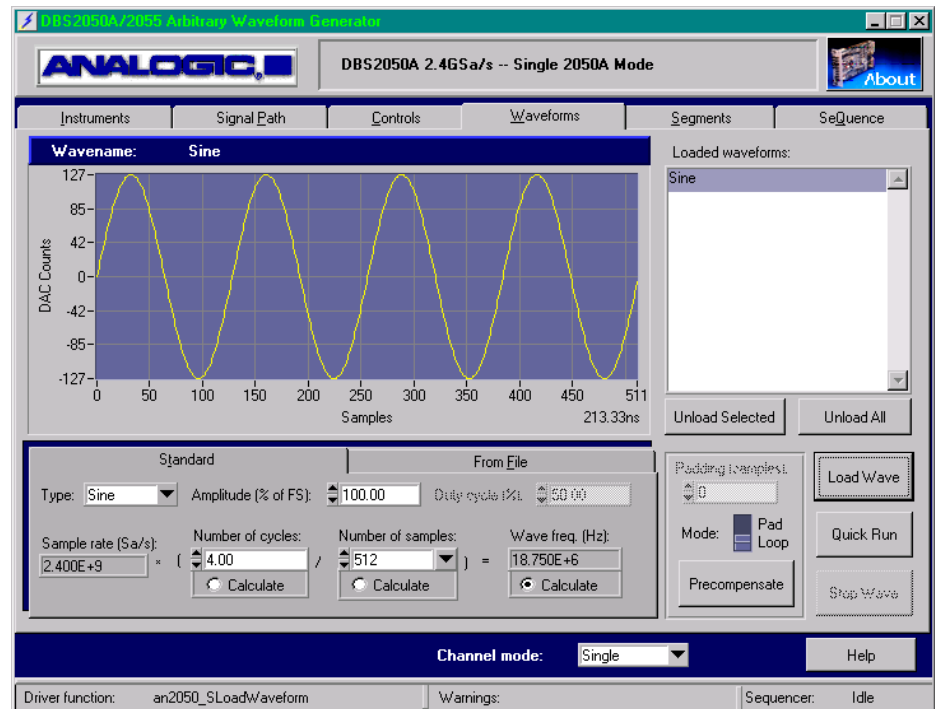 DBS2050A/2055 Arbitrary Waveform Generator
ANALOGIC®
DBS2050A 2.4GSa/s -- Single 2050A Mode
About
Instruments
Signal Path
Controls
Waveforms
Segments
SeQuence
Wavename: Sine
127
85
42
0
-42
-85
-127
DAC Counts
0 50 100 150 200 250 300 350 400 450 511
Samples
213.33ns
Loaded waveforms:
Sine
Unload Selected
Unload All
Standard
From File
Type: Sine
Amplitude (% of FS): 100.00
Duty cycle (%): 50.00
Sample rate (Sa/s):
2.400E+9
*
(
Number of cycles:
4.00
Calculate
/
Number of samples:
512
Calculate
)
=
Wave freq. (Hz):
18.750E+6
Calculate
Padding (samples):
0
Mode:
Pad
Loop
Precompensate
Load Wave
Quick Run
Stop Wave
Channel mode: Single
Help
Driver function: an2050_SLoadWaveform
Warnings:
Sequencer: Idle